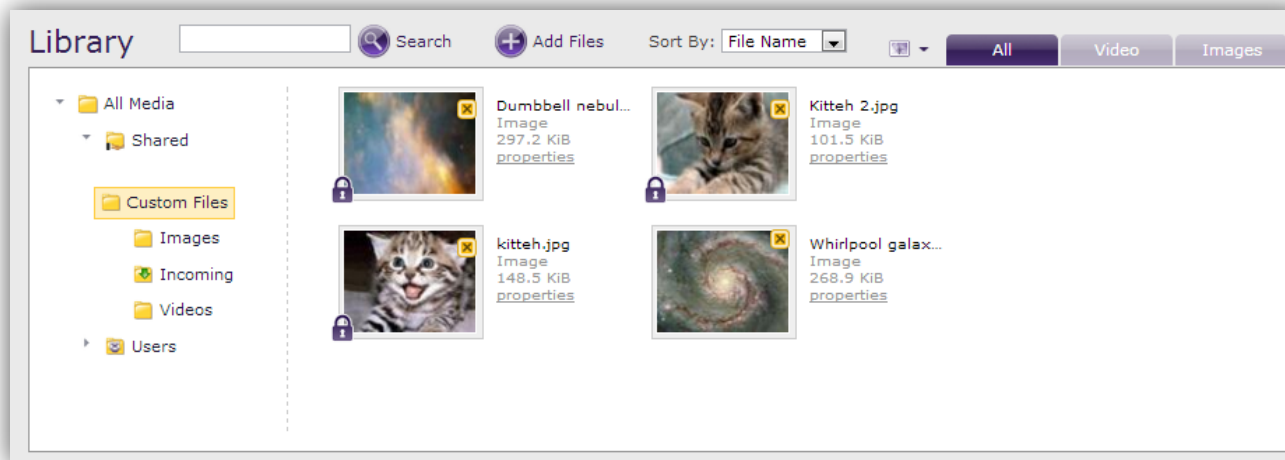 Library
Search
Add Files
Sort By: File Name
All
Video
Images
All Media
Shared
Custom Files
Images
Incoming
Videos
Users
Dumbbell nebul...
Image
297.2 KiB
properties
Kitteh 2.jpg
Image
101.5 KiB
properties
kitteh.jpg
Image
148.5 KiB
properties
Whirlpool galax...
Image
268.9 KiB
properties